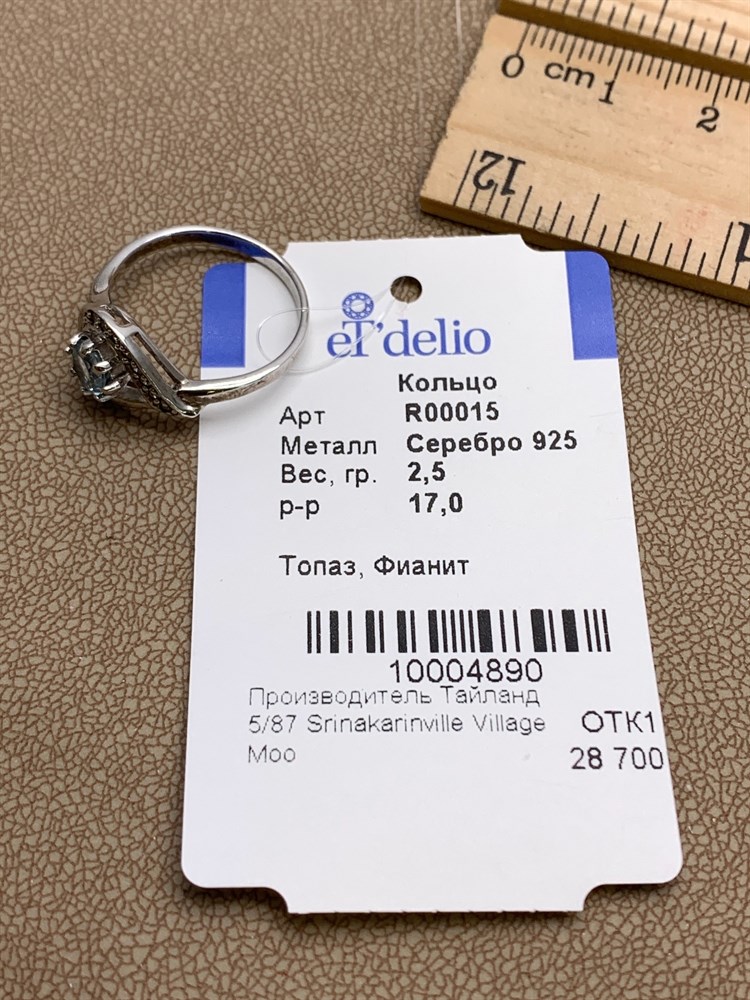 0 cm 1 2
12
eT'delio
Кольцо
Арт R00015
Металл Серебро 925
Вес, гр. 2,5
р-р 17,0
Топаз, Фианит
10004890
Производитель Тайланд
5/87 Srinakarinville Village ОТК1
Moo 28 700